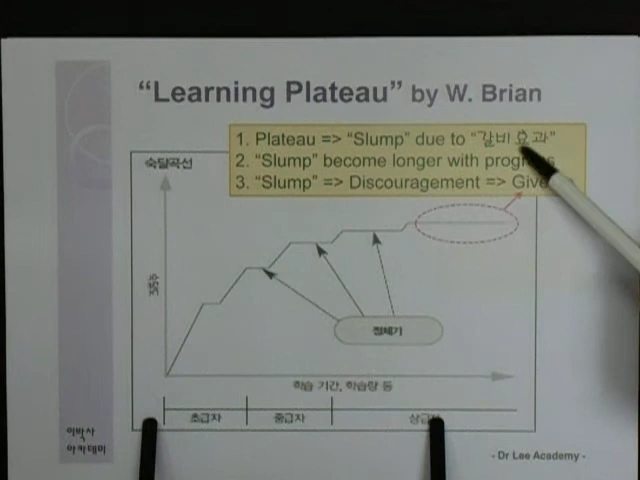 “Learning Plateau” by W. Brian
1. Plateau => “Slump” due to “갈비효과”
2. “Slump” become longer with
3. “Slump” => Discouragement =>
숙달곡선
정체기
학습 기간, 학습량 등
초급자 중급자
이박사
아카데미
- Dr Lee Academy -